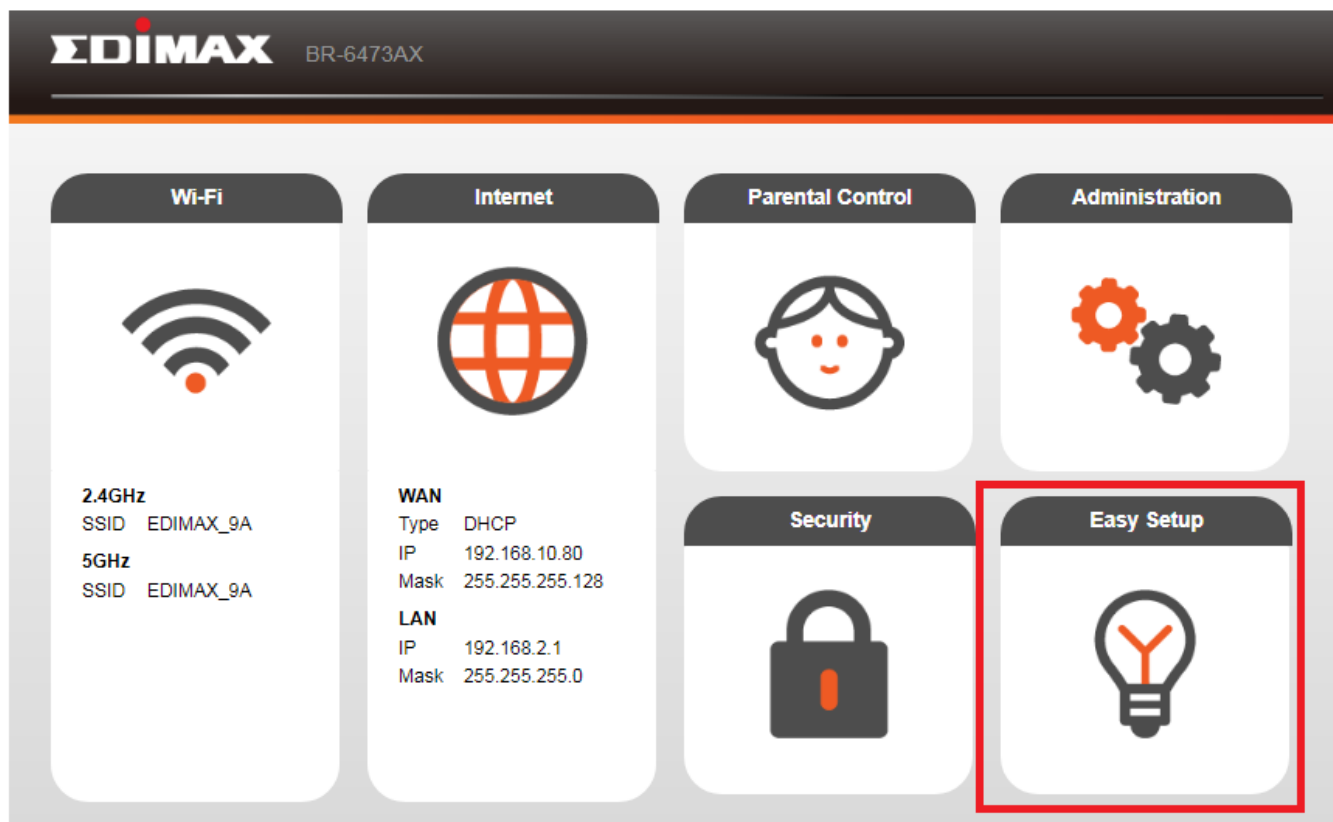 EDIMAX BR-6473AX
Wi-Fi
2.4GHz
SSID EDIMAX_9A
5GHz
SSID EDIMAX_9A
Internet
WAN
Type DHCP
IP 192.168.10.80
Mask 255.255.255.128
LAN
IP 192.168.2.1
Mask 255.255.255.0
Parental Control
Administration
Security
Easy Setup